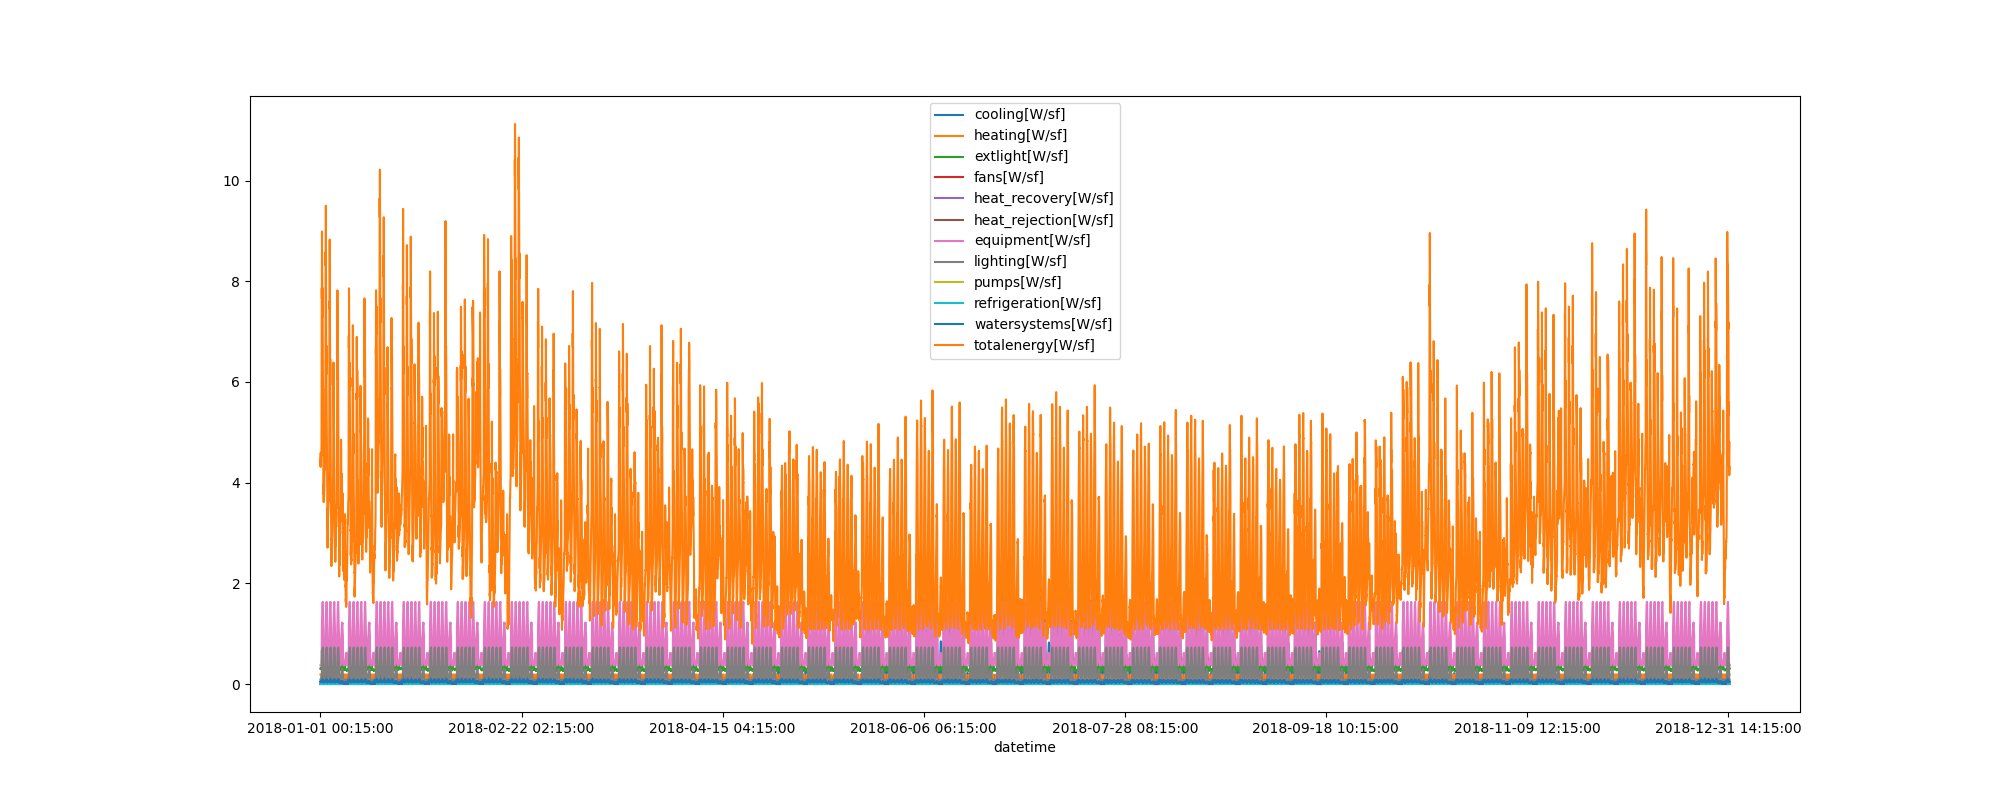 cooling[W/sf]
heating[W/sf]
extlight[W/sf]
fans[W/sf]
heat_recovery[W/sf]
heat_rejection[W/sf]
equipment[W/sf]
lighting[W/sf]
pumps[W/sf]
refrigeration[W/sf]
watersystems[W/sf]
totalenergy[W/sf]
10
8
6
4
2
0
2018-01-01 00:15:00 2018-02-22 02:15:00 2018-04-15 04:15:00 2018-06-06 06:15:00 2018-07-28 08:15:00 2018-09-18 10:15:00 2018-11-09 12:15:00 2018-12-31 14:15:00
datetime